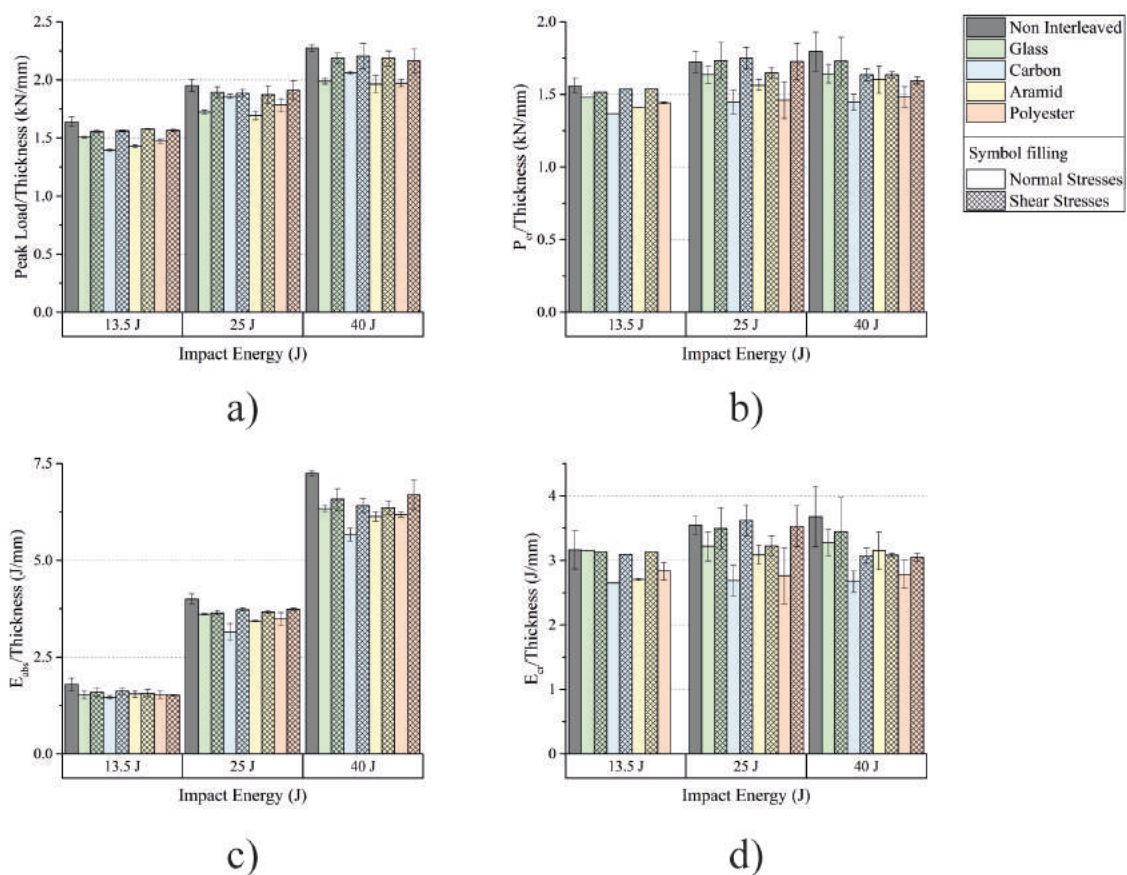 2.5
2.0
1.5
1.0
0.5
0.0
Peak Load/Thickness (kN/mm)
13.5 J 25 J 40 J
Impact Energy (J)
a)
2.0
1.5
1.0
0.5
0.0
Pcr/Thickness (kN/mm)
13.5 J 25 J 40 J
Impact Energy (J)
b)
Non Interleaved
Glass
Carbon
Aramid
Polyester
Symbol filling
Normal Stresses
Shear Stresses
7.5
5.0
2.5
0.0
Eabs/Thickness (J/mm)
13.5 J 25 J 40 J
Impact Energy (J)
c)
4
3
2
1
0
Ecr/Thickness (J/mm)
13.5 J 25 J 40 J
Impact Energy (J)
d)